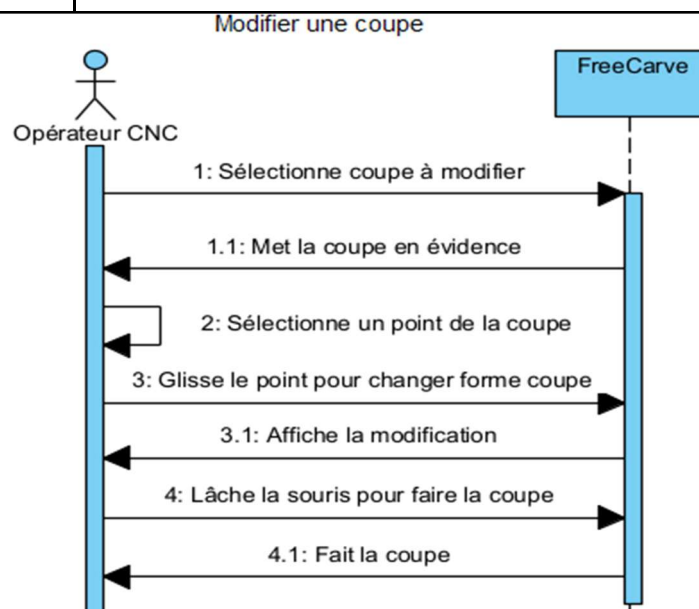 Modifier une coupe
FreeCarve
Opérateur CNC
1: Sélectionne coupe à modifier
1.1: Met la coupe en évidence
2: Sélectionne un point de la coupe
3: Glisse le point pour changer forme coupe
3.1: Affiche la modification
4: Lâche la souris pour faire la coupe
4.1: Fait la coupe